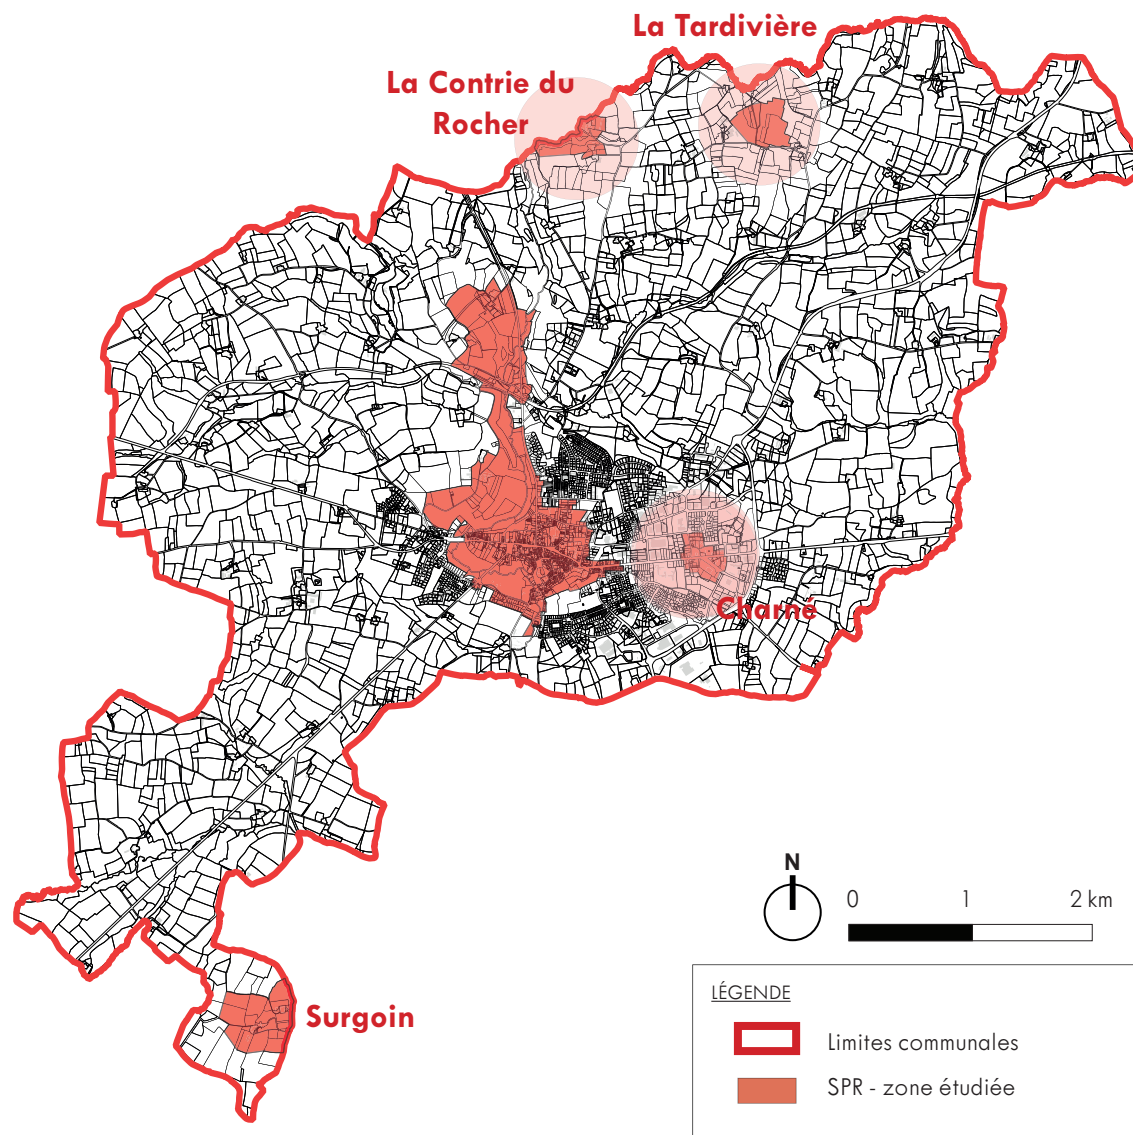 La Tardivière
La Contrie du
Rocher
Charné
Surgoin
N
0 1 2 km
LÉGENDE
Limites communales
SPR - zone étudiée